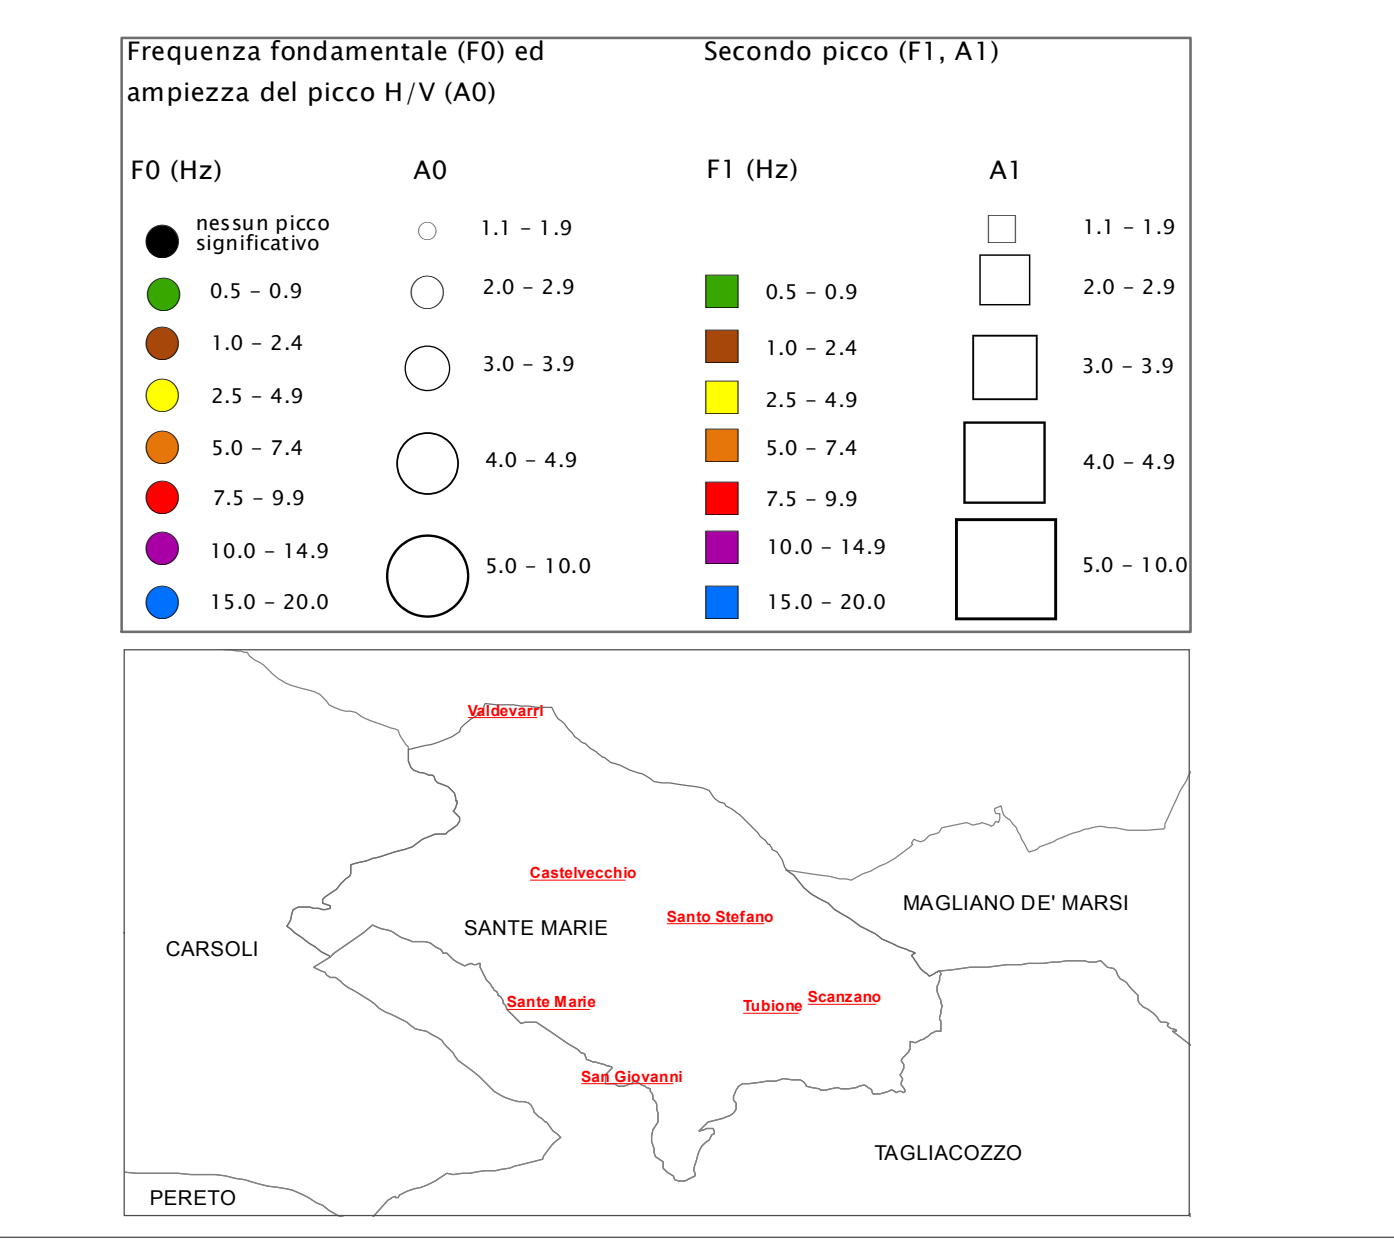 Frequenza fondamentale (F0) ed
ampiezza del picco H/V (A0)
F0 (Hz)
A0
nessun picco
significativo
1.1 – 1.9
0.5 – 0.9
2.0 – 2.9
1.0 – 2.4
3.0 – 3.9
2.5 – 4.9
5.0 – 7.4
4.0 – 4.9
7.5 – 9.9
10.0 – 14.9
5.0 – 10.0
15.0 – 20.0
Secondo picco (F1, A1)
F1 (Hz)
A1
1.1 – 1.9
0.5 – 0.9
2.0 – 2.9
1.0 – 2.4
3.0 – 3.9
2.5 – 4.9
5.0 – 7.4
4.0 – 4.9
7.5 – 9.9
10.0 – 14.9
5.0 – 10.0
15.0 – 20.0
Valdevarri
Castelvecchio
MAGLIANO DE' MARSI
Santo Stefano
SANTE MARIE
CARSOLI
Sante Marie
Tubione
Scanzano
San Giovanni
TAGLIACOZZO
PERETO